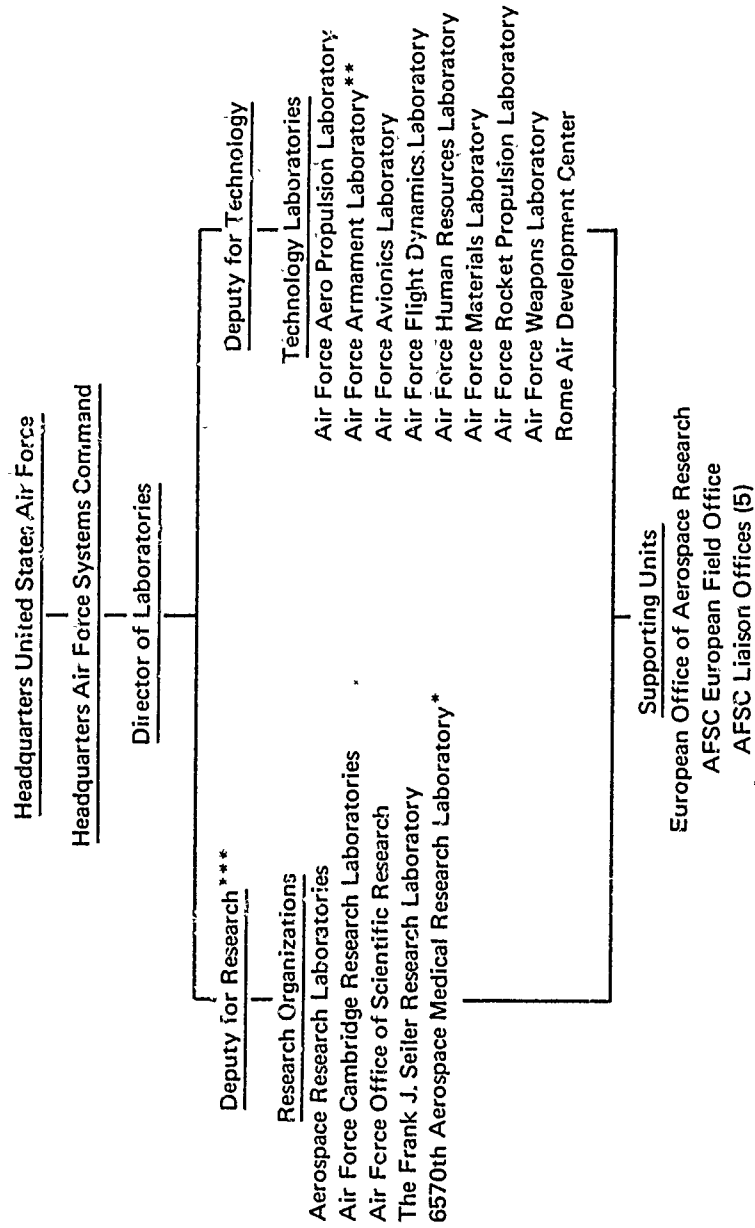 Headquarters United States Air Force
Headquarters Air Force Systems Command
Director of Laboratories
Deputy for Research***
Research Organizations
Aerospace Research Laboratories
Air Force Cambridge Research Laboratories
Air Force Office of Scientific Research
The Frank J. Seiler Research Laboratory
6570th Aerospace Medical Research Laboratory*
Deputy for Technology
Technology Laboratories
Air Force Aero Propulsion Laboratory
Air Force Armament Laboratory**
Air Force Avionics Laboratory
Air Force Flight Dynamics Laboratory
Air Force Human Resources Laboratory
Air Force Materials Laboratory
Air Force Rocket Propulsion Laboratory
Air Force Weapons Laboratory
Rome Air Development Center
Supporting Units
European Office of Aerospace Research
AFSC European Field Office
AFSC Liaison Offices (5)